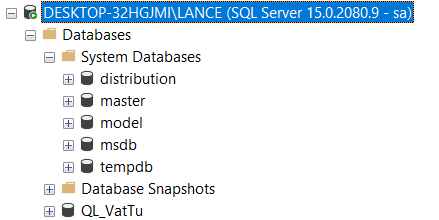 DESKTOP-32HGJMI\LANCE (SQL Server 15.0.2080.9 - sa)
Databases
System Databases
distribution
master
model
msdb
tempdb
Database Snapshots
QL_VatTu